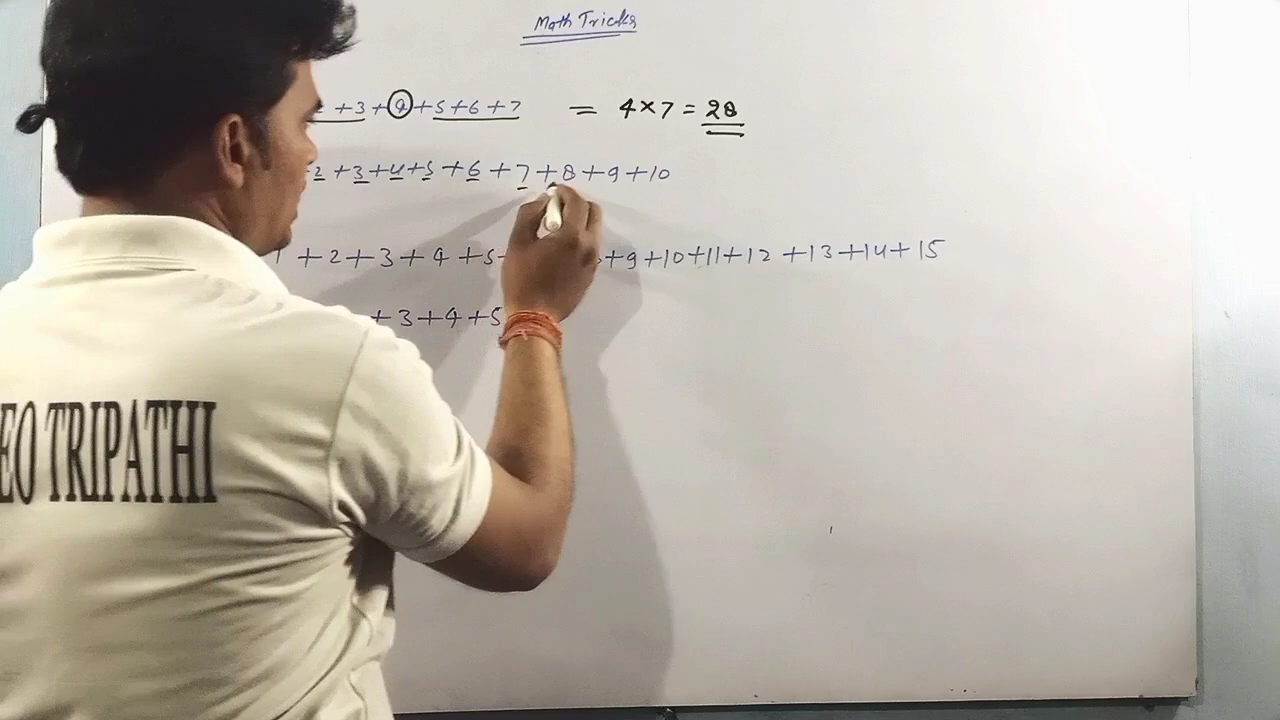 Math Tricks
+3+4+5+6+7 = 4×7=28
2+3+4+5+6+7+8+9+10
1+2+3+4+5 +9+10+11+12+13+14+15
+3+4+5
EO TRIPATHI